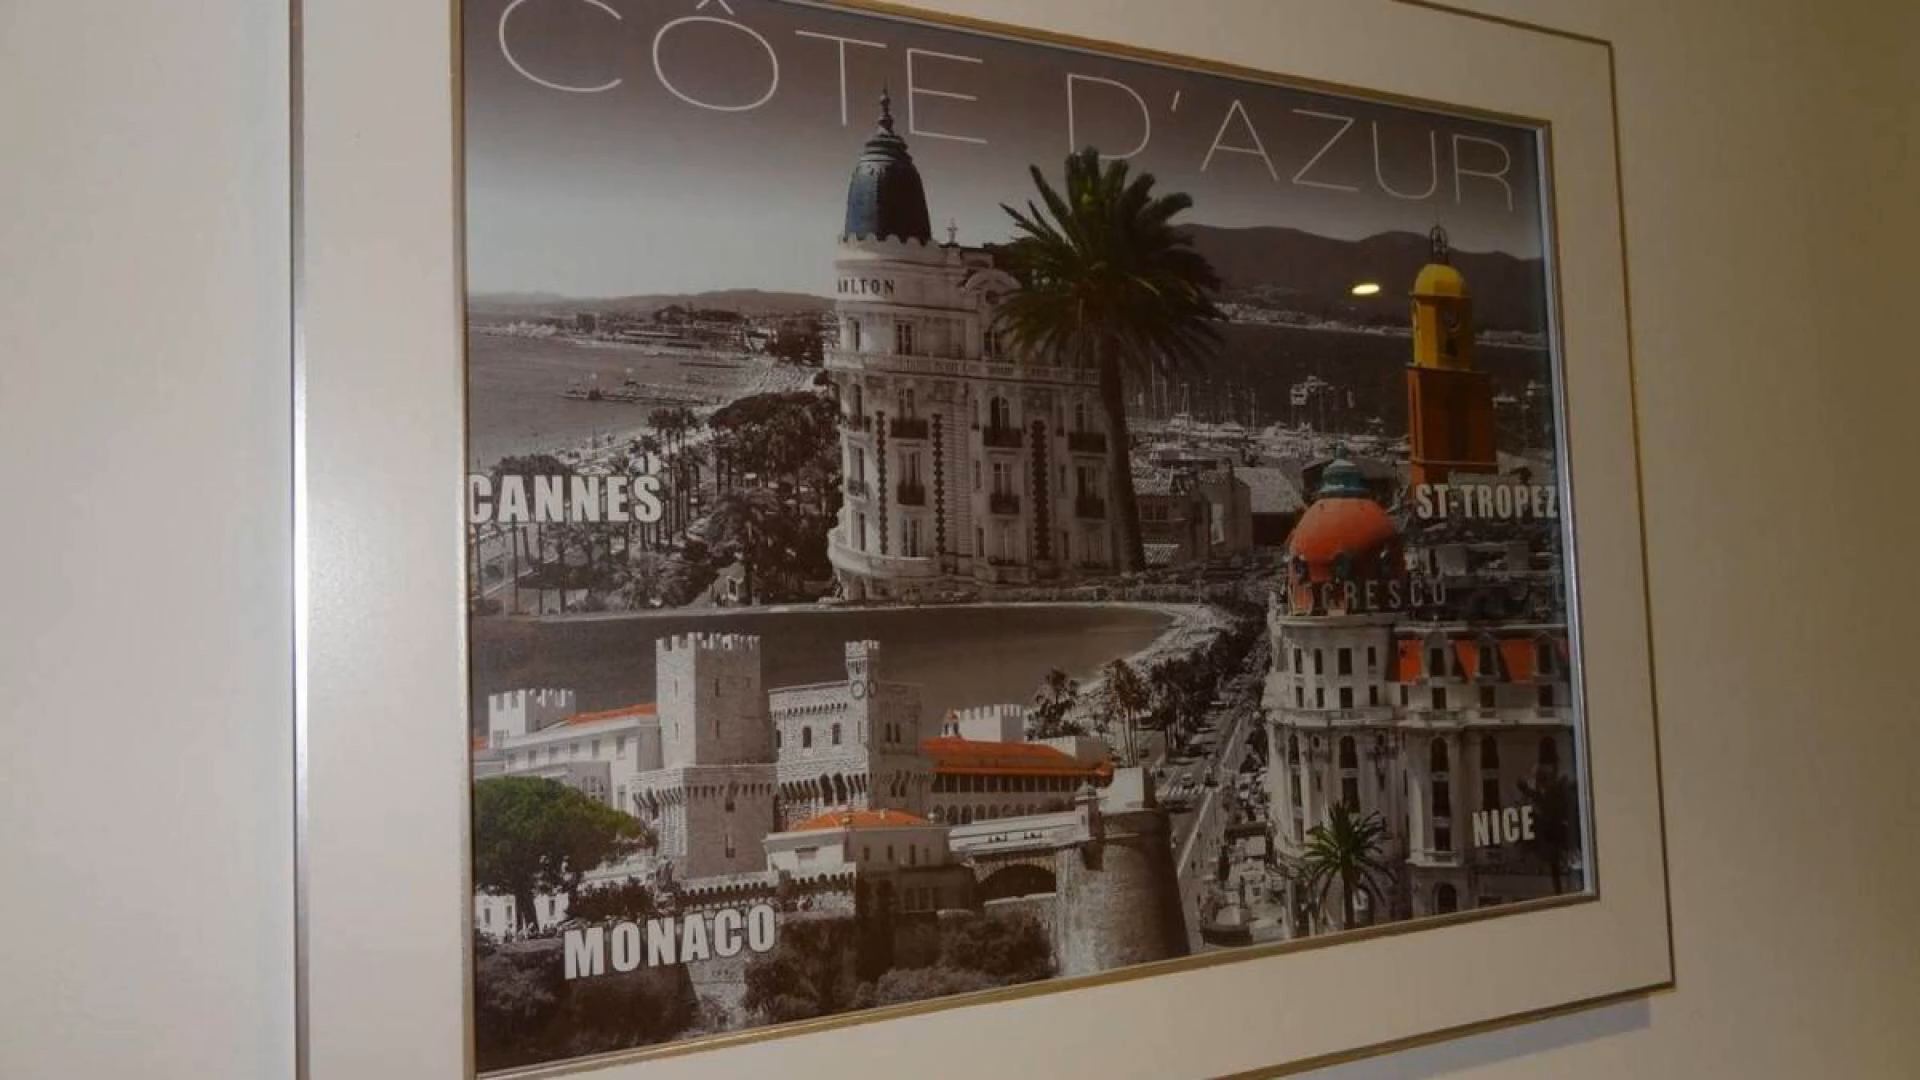 CÔTE D'AZUR
CANNES
ST-TROPEZ
MONACO
NICE